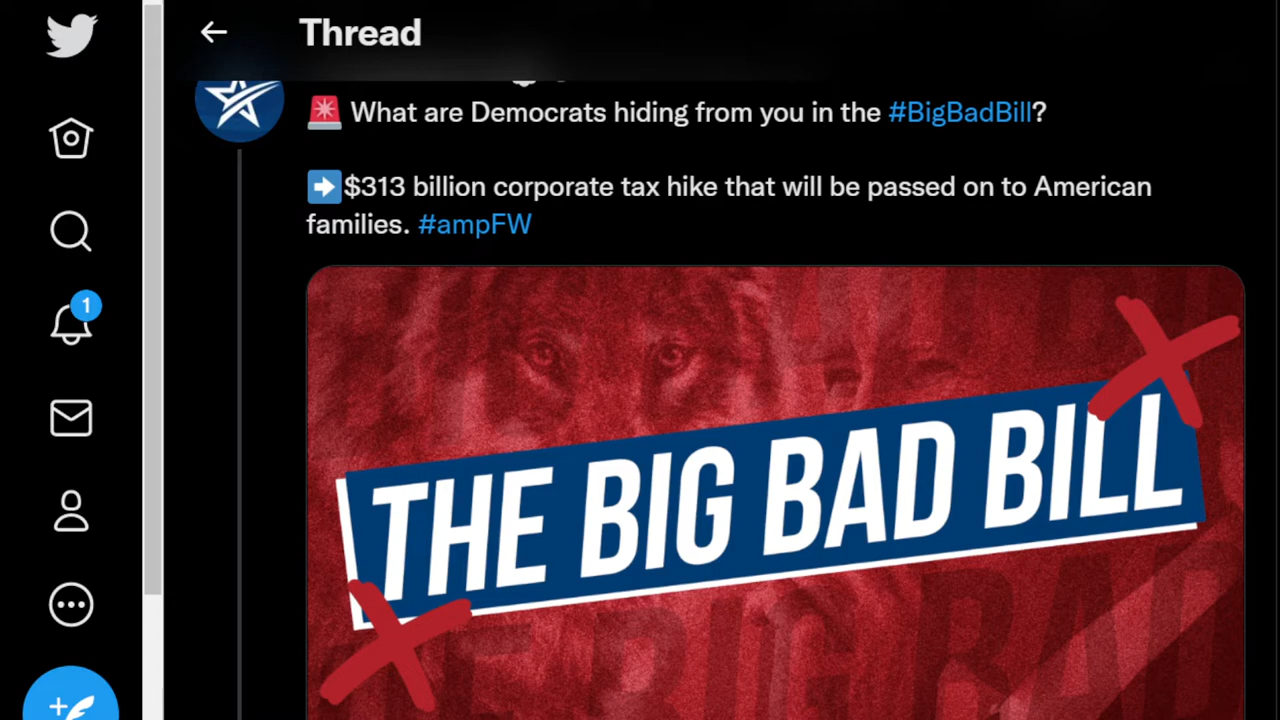 Thread
🚨 What are Democrats hiding from you in the #BigBadBill?
➡️$313 billion corporate tax hike that will be passed on to American
families. #ampFW
1
THE BIG BAD BILL